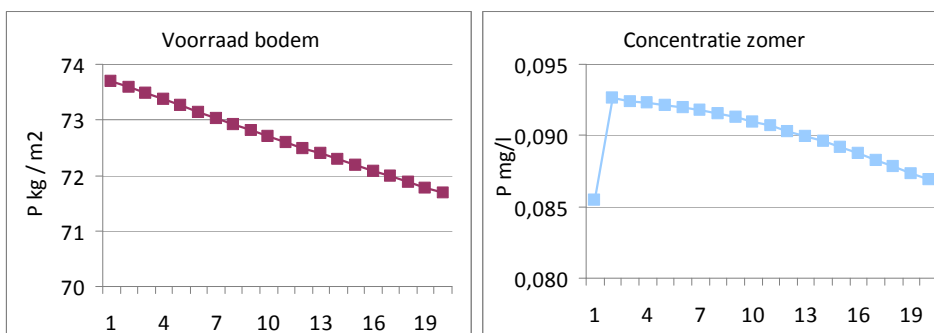 Voorraad bodem
74
73
72
71
70
P kg / m2
1 4 7 10 13 16 19
Concentratie zomer
0,095
0,090
0,085
0,080
P mg/l
1 4 7 10 13 16 19